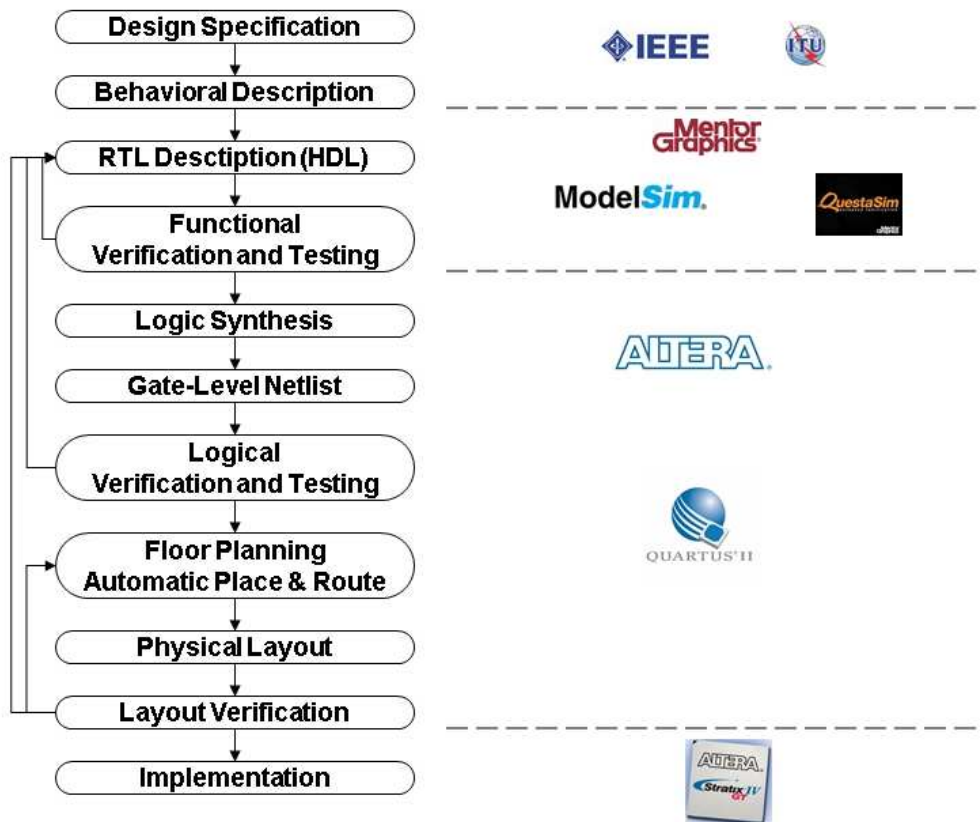 Design Specification
Behavioral Description
RTL Desctiption (HDL)
Functional
Verification and Testing
Logic Synthesis
Gate-Level Netlist
Logical
Verification and Testing
Floor Planning
Automatic Place & Route
Physical Layout
Layout Verification
Implementation
IEEE
ITU
Mentor
Graphics®
ModelSim®
QuestaSim
ALTERA®
QUARTUS® II
ALTERA®
Stratix IV
GT